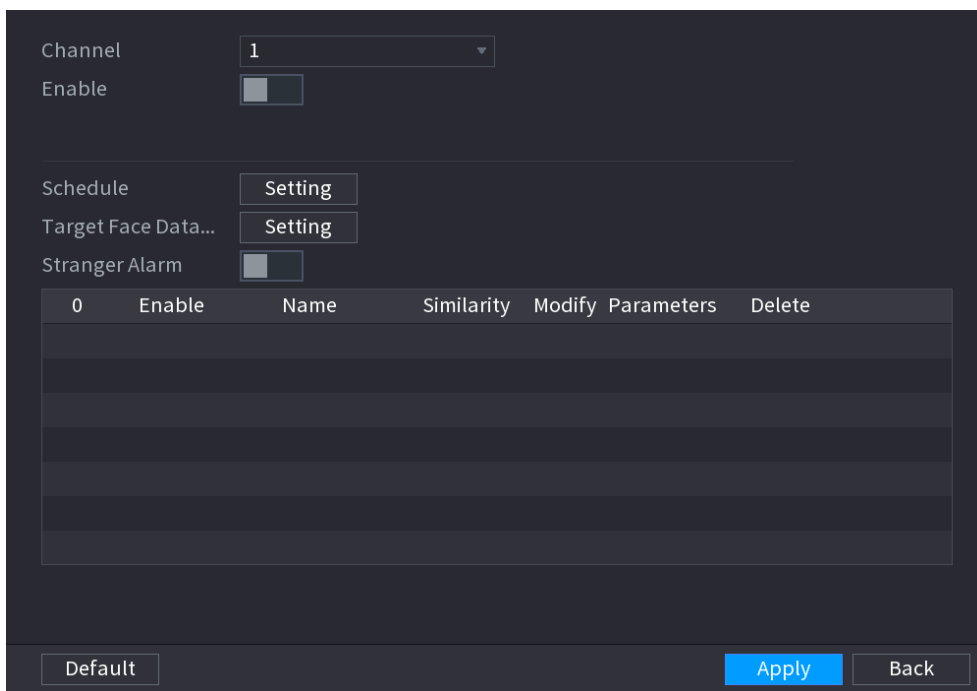 Channel 1
Enable
Schedule Setting
Target Face Data... Setting
Stranger Alarm
0 Enable Name Similarity Modify Parameters Delete
Default Apply Back